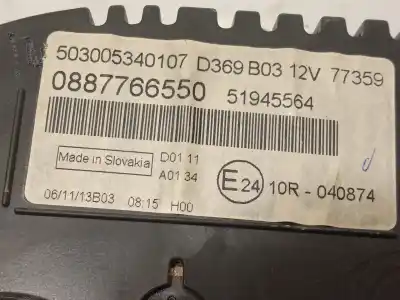 503005340107 D369 B03 12V 77359
0887766550 51945564
Made in Slovakia D01 11
A01 34
E24 10R - 040874
06/11/13B03 08:15 H00